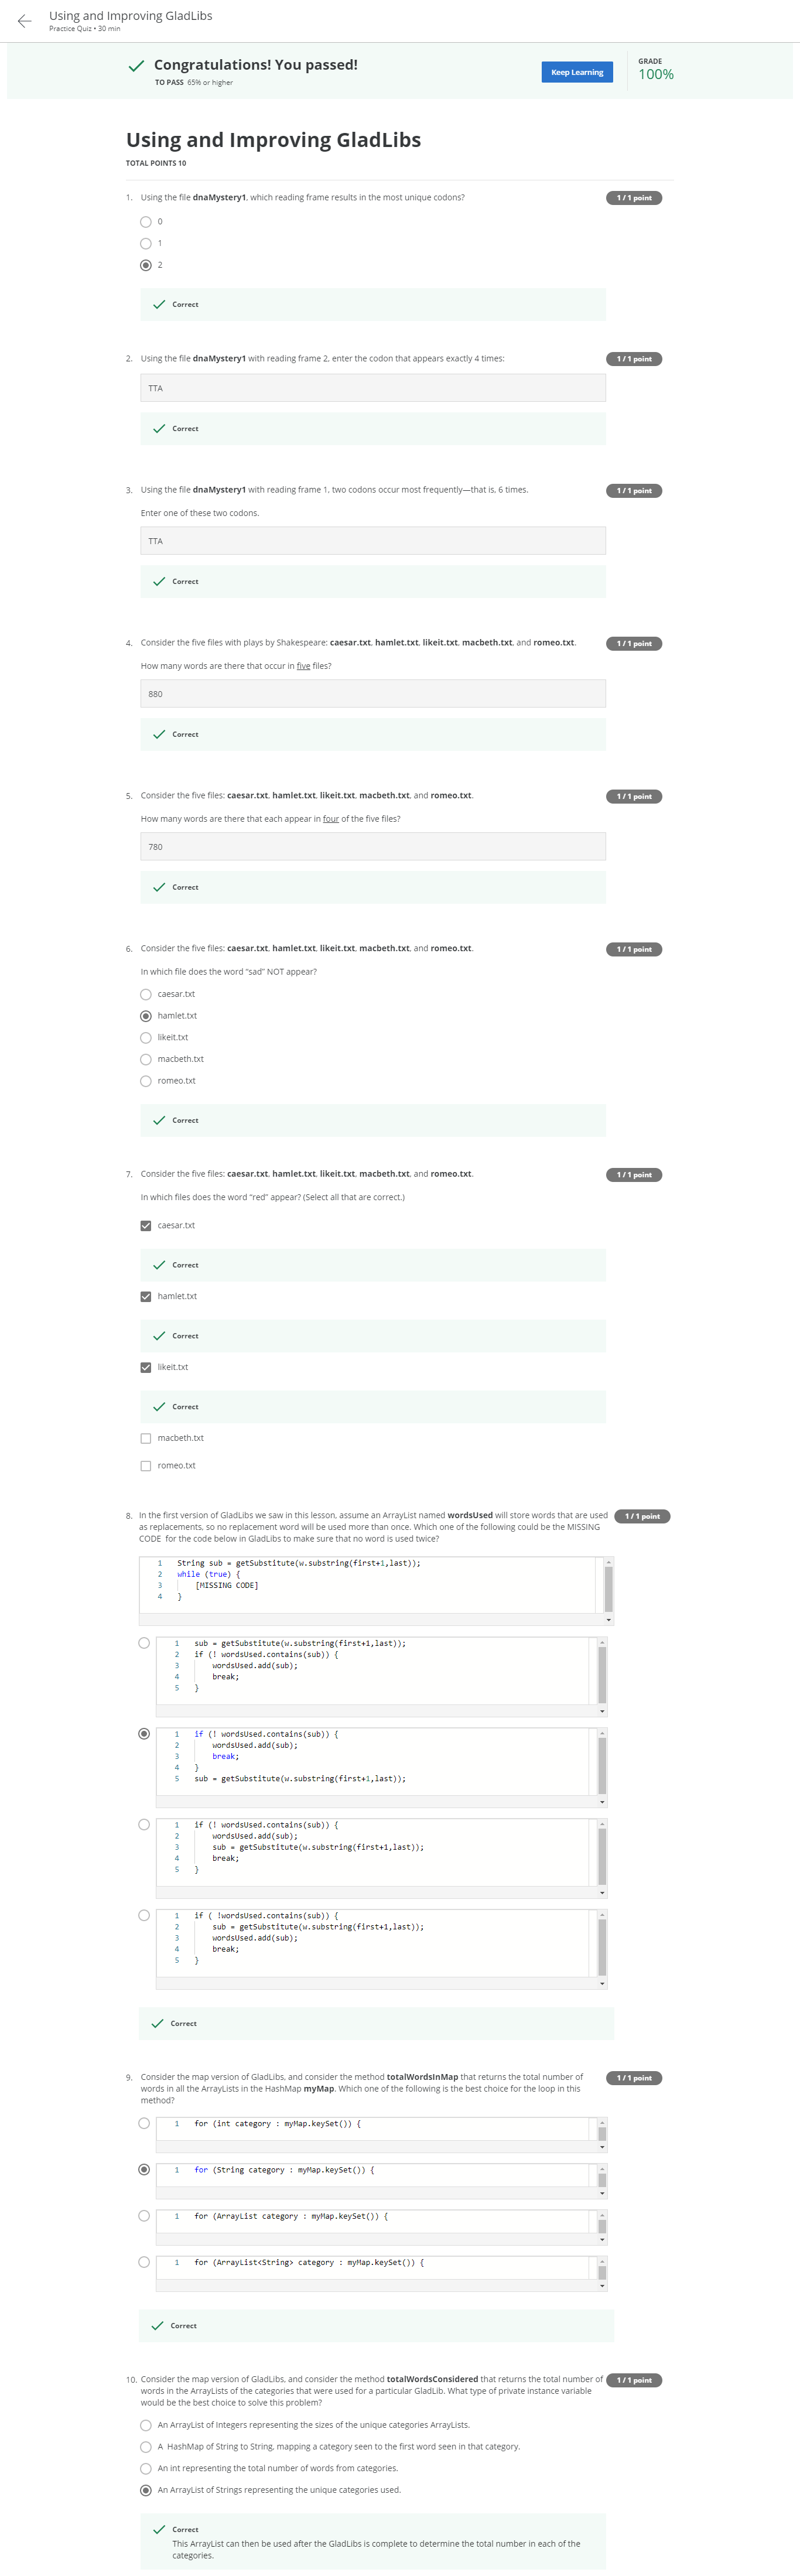 Using and Improving GladLibs
Practice Quiz • 30 min
Congratulations! You passed!
TO PASS 65% or higher
Keep Learning
GRADE
100%
Using and Improving GladLibs
TOTAL POINTS 10
1. Using the file dnaMystery1, which reading frame results in the most unique codons?
1 / 1 point
0
1
2
Correct
2. Using the file dnaMystery1 with reading frame 2, enter the codon that appears exactly 4 times:
1 / 1 point
TTA
Correct
3. Using the file dnaMystery1 with reading frame 1, two codons occur most frequently—that is, 6 times.
1 / 1 point
Enter one of these two codons.
TTA
Correct
4. Consider the five files with plays by Shakespeare: caesar.txt, hamlet.txt, likeit.txt, macbeth.txt, and romeo.txt.
1 / 1 point
How many words are there that occur in five files?
880
Correct
5. Consider the five files: caesar.txt, hamlet.txt, likeit.txt, macbeth.txt, and romeo.txt.
1 / 1 point
How many words are there that each appear in four of the five files?
780
Correct
6. Consider the five files: caesar.txt, hamlet.txt, likeit.txt, macbeth.txt, and romeo.txt.
1 / 1 point
In which file does the word “sad” NOT appear?
caesar.txt
hamlet.txt
likeit.txt
macbeth.txt
romeo.txt
Correct
7. Consider the five files: caesar.txt, hamlet.txt, likeit.txt, macbeth.txt, and romeo.txt.
1 / 1 point
In which files does the word “red” appear? (Select all that are correct.)
caesar.txt
Correct
hamlet.txt
Correct
likeit.txt
Correct
macbeth.txt
romeo.txt
8. In the first version of GladLibs we saw in this lesson, assume an ArrayList named wordsUsed will store words that are used
1 / 1 point
as replacements, so no replacement word will be used more than once. Which one of the following could be the MISSING
CODE for the code below in GladLibs to make sure that no word is used twice?
1 String sub = getSubstitute(w.substring(first+1,last));
2 while (true) {
3 [MISSING CODE]
4 }
1 sub = getSubstitute(w.substring(first+1,last));
2 if (! wordsUsed.contains(sub)) {
3 wordsUsed.add(sub);
4 break;
5 }
1 if (! wordsUsed.contains(sub)) {
2 wordsUsed.add(sub);
3 break;
4 }
5 sub = getSubstitute(w.substring(first+1,last));
1 if (! wordsUsed.contains(sub)) {
2 wordsUsed.add(sub);
3 sub = getSubstitute(w.substring(first+1,last));
4 break;
5 }
1 if ( !wordsUsed.contains(sub)) {
2 sub = getSubstitute(w.substring(first+1,last));
3 wordsUsed.add(sub);
4 break;
5 }
Correct
9. Consider the map version of GladLibs, and consider the method totalWordsInMap that returns the total number of
1 / 1 point
words in all the ArrayLists in the HashMap myMap. Which one of the following is the best choice for the loop in this
method?
1 for (int category : myMap.keySet()) {
1 for (String category : myMap.keySet()) {
1 for (ArrayList category : myMap.keySet()) {
1 for (ArrayList<String> category : myMap.keySet()) {
Correct
10. Consider the map version of GladLibs, and consider the method totalWordsConsidered that returns the total number of
1 / 1 point
words in the ArrayLists of the categories that were used for a particular GladLib. What type of private instance variable
would be the best choice to solve this problem?
An ArrayList of Integers representing the sizes of the unique categories ArrayLists.
A HashMap of String to String, mapping a category seen to the first word seen in that category.
An int representing the total number of words from categories.
An ArrayList of Strings representing the unique categories used.
Correct
This ArrayList can then be used after the GladLibs is complete to determine the total number in each of the
categories.